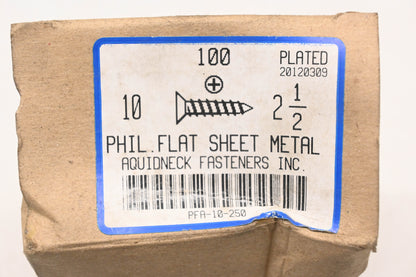 100 PLATED
20120309
10 2 1/2
PHIL. FLAT SHEET METAL
AQUIDNECK FASTENERS INC.
PFA-10-250